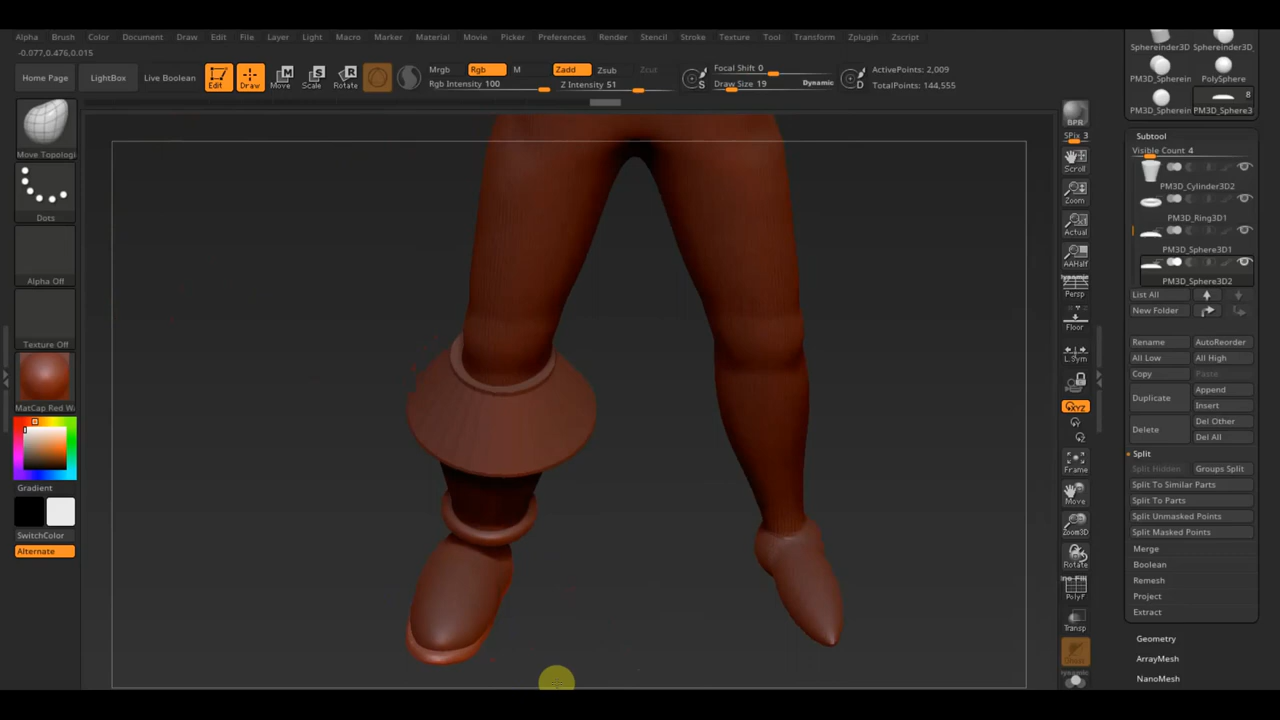 Alpha Brush Color Document Draw Edit File Layer Light Macro Marker Material Movie Picker Preferences Render Stencil Stroke Texture Tool Transform Zplugin Zscript
-0.077,0.476,0.015
Home Page LightBox Live Boolean Edit Draw Move Scale Rotate
Mrgb Rgb M Zadd Zsub Zcut
Rgb Intensity 100 Z Intensity 51
Focal Shift 0
Draw Size 19 Dynamic
S D
ActivePoints: 2,009
TotalPoints: 144,555
Move Topologi
Dots
Alpha Off
Texture Off
MatCap Red Wa
Gradient
SwitchColor
Alternate
BPR
SPix 3
Scroll
Zoom
Actual
AAHalf
Dynamic
Persp
Floor
L.Sym
XYZ
Frame
Move
Zoom3D
Rotate
PolyF
Transp
Sphereinder3D Sphereinder3D
PM3D_Spherein PolySphere
8
PM3D_Spherein PM3D_Sphere3
Subtool
Visible Count 4
PM3D_Cylinder3D2
PM3D_Ring3D1
PM3D_Sphere3D1
PM3D_Sphere3D2
List All
New Folder
Rename AutoReorder
All Low All High
Copy Paste
Duplicate Append
Insert
Delete Del Other
Del All
Split
Split Hidden Groups Split
Split To Similar Parts
Split To Parts
Split Unmasked Points
Split Masked Points
Merge
Boolean
Remesh
Project
Extract
Geometry
ArrayMesh
NanoMesh